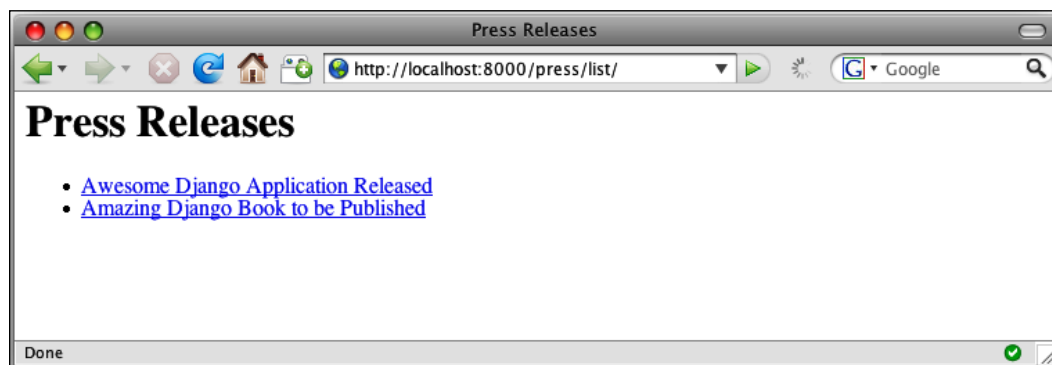 Press Releases
http://localhost:8000/press/list/
G Google
Press Releases
Awesome Django Application Released
Amazing Django Book to be Published
Done